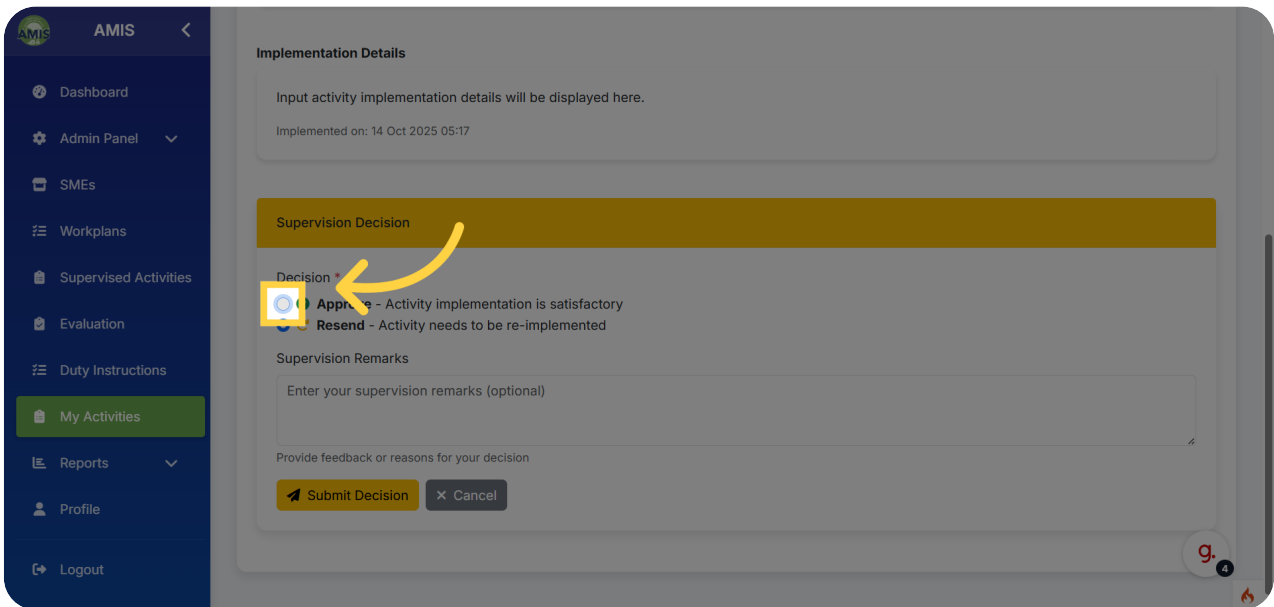 AMIS
AMIS
Dashboard
Admin Panel
SMEs
Workplans
Supervised Activities
Evaluation
Duty Instructions
My Activities
Reports
Profile
Logout
Implementation Details
Input activity implementation details will be displayed here.
Implemented on: 14 Oct 2025 05:17
Supervision Decision
Decision *
Approve - Activity implementation is satisfactory
Resend - Activity needs to be re-implemented
Supervision Remarks
Enter your supervision remarks (optional)
Provide feedback or reasons for your decision
Submit Decision
Cancel
g.
4